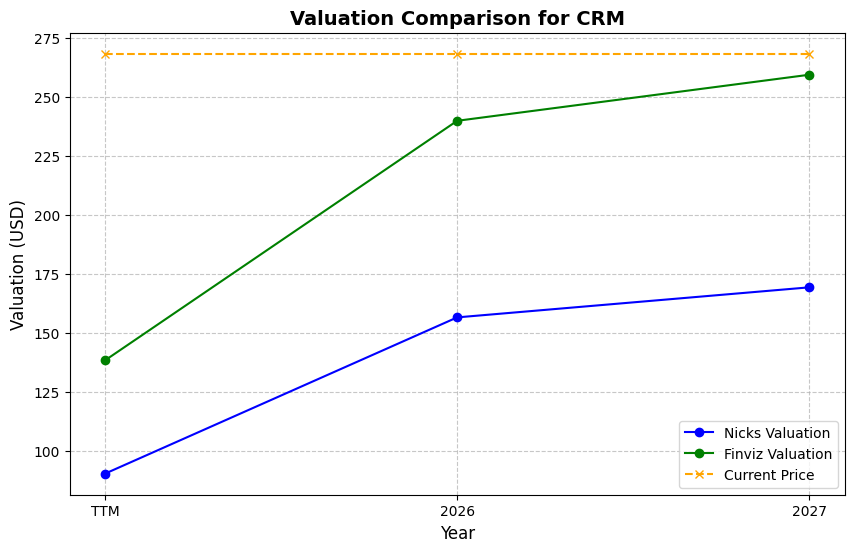 Valuation Comparison for CRM
Valuation (USD)
275
250
225
200
175
150
125
100
TTM
2026
2027
Year
Nicks Valuation
Finviz Valuation
Current Price